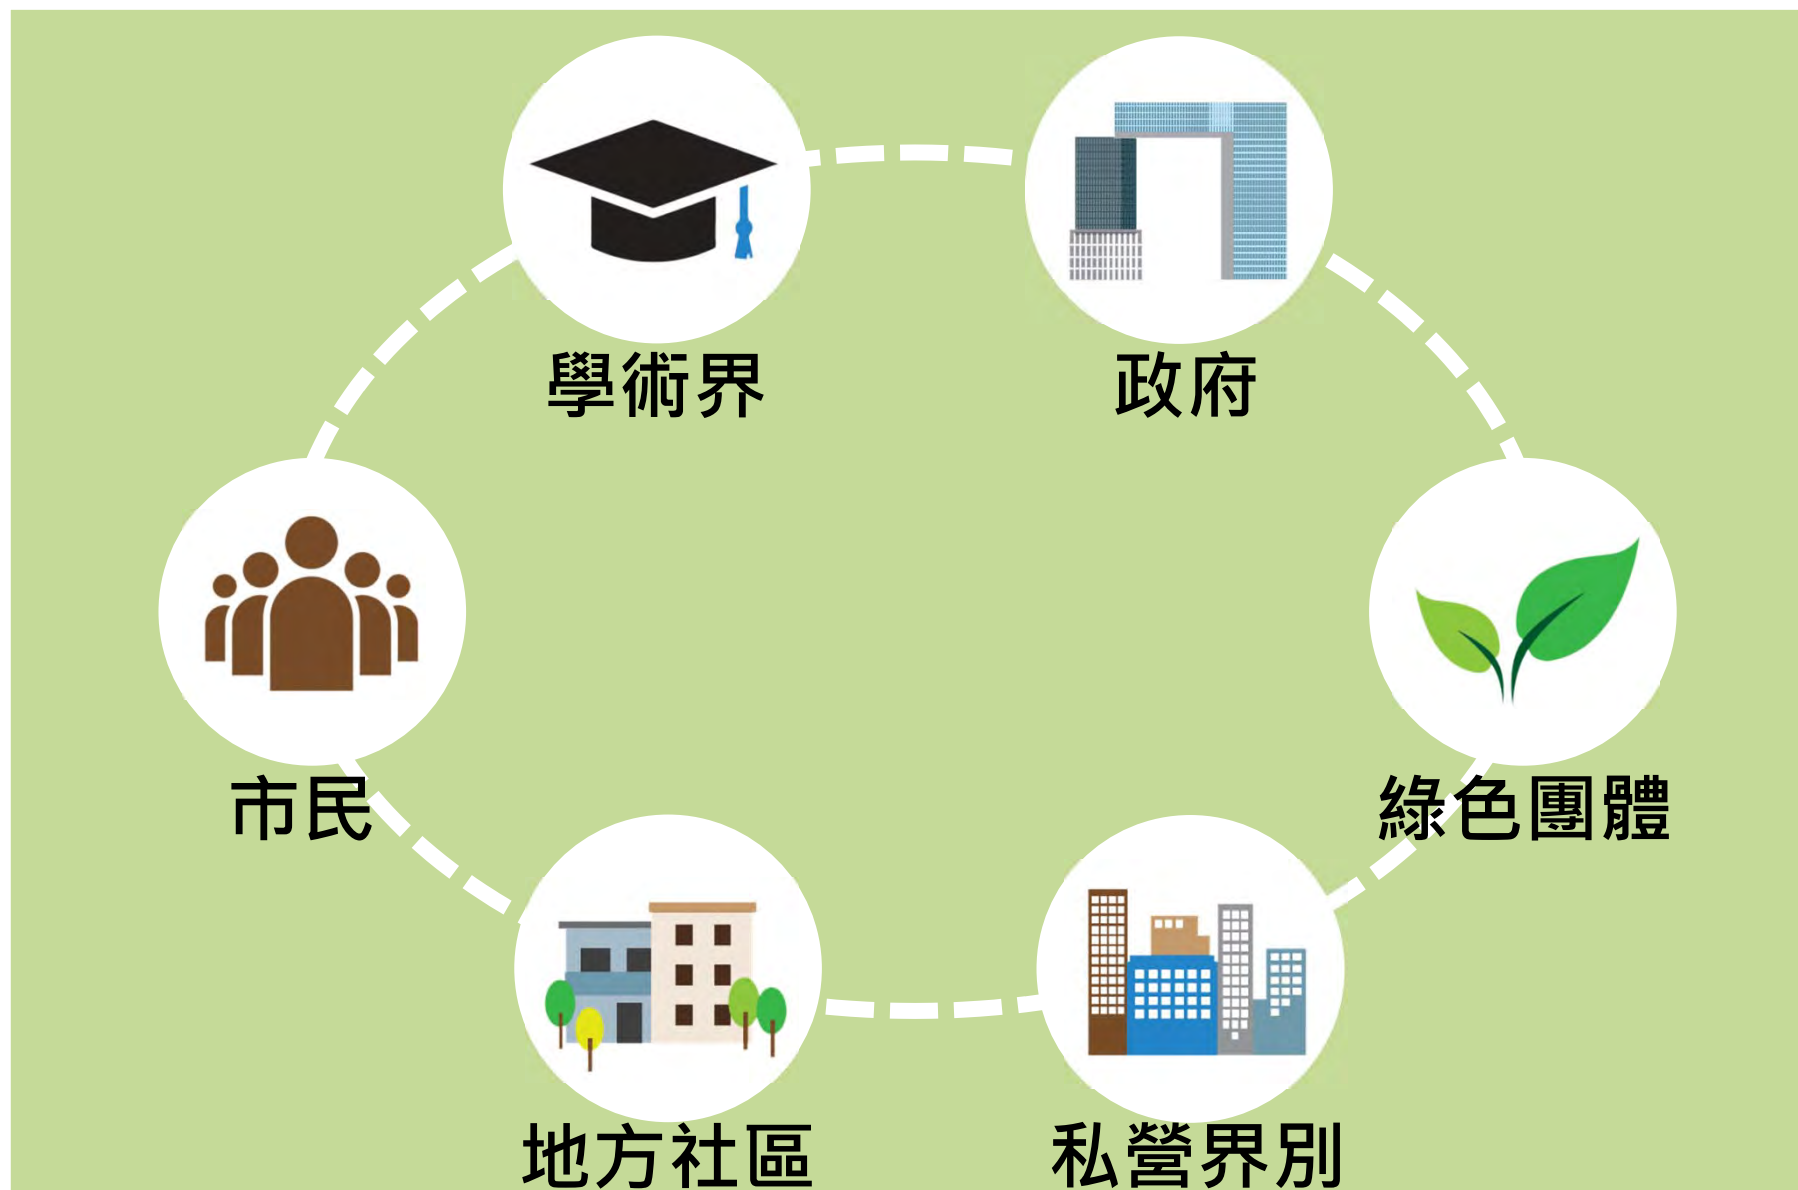 學術界
政府
市民
綠色團體
地方社區
私營界別